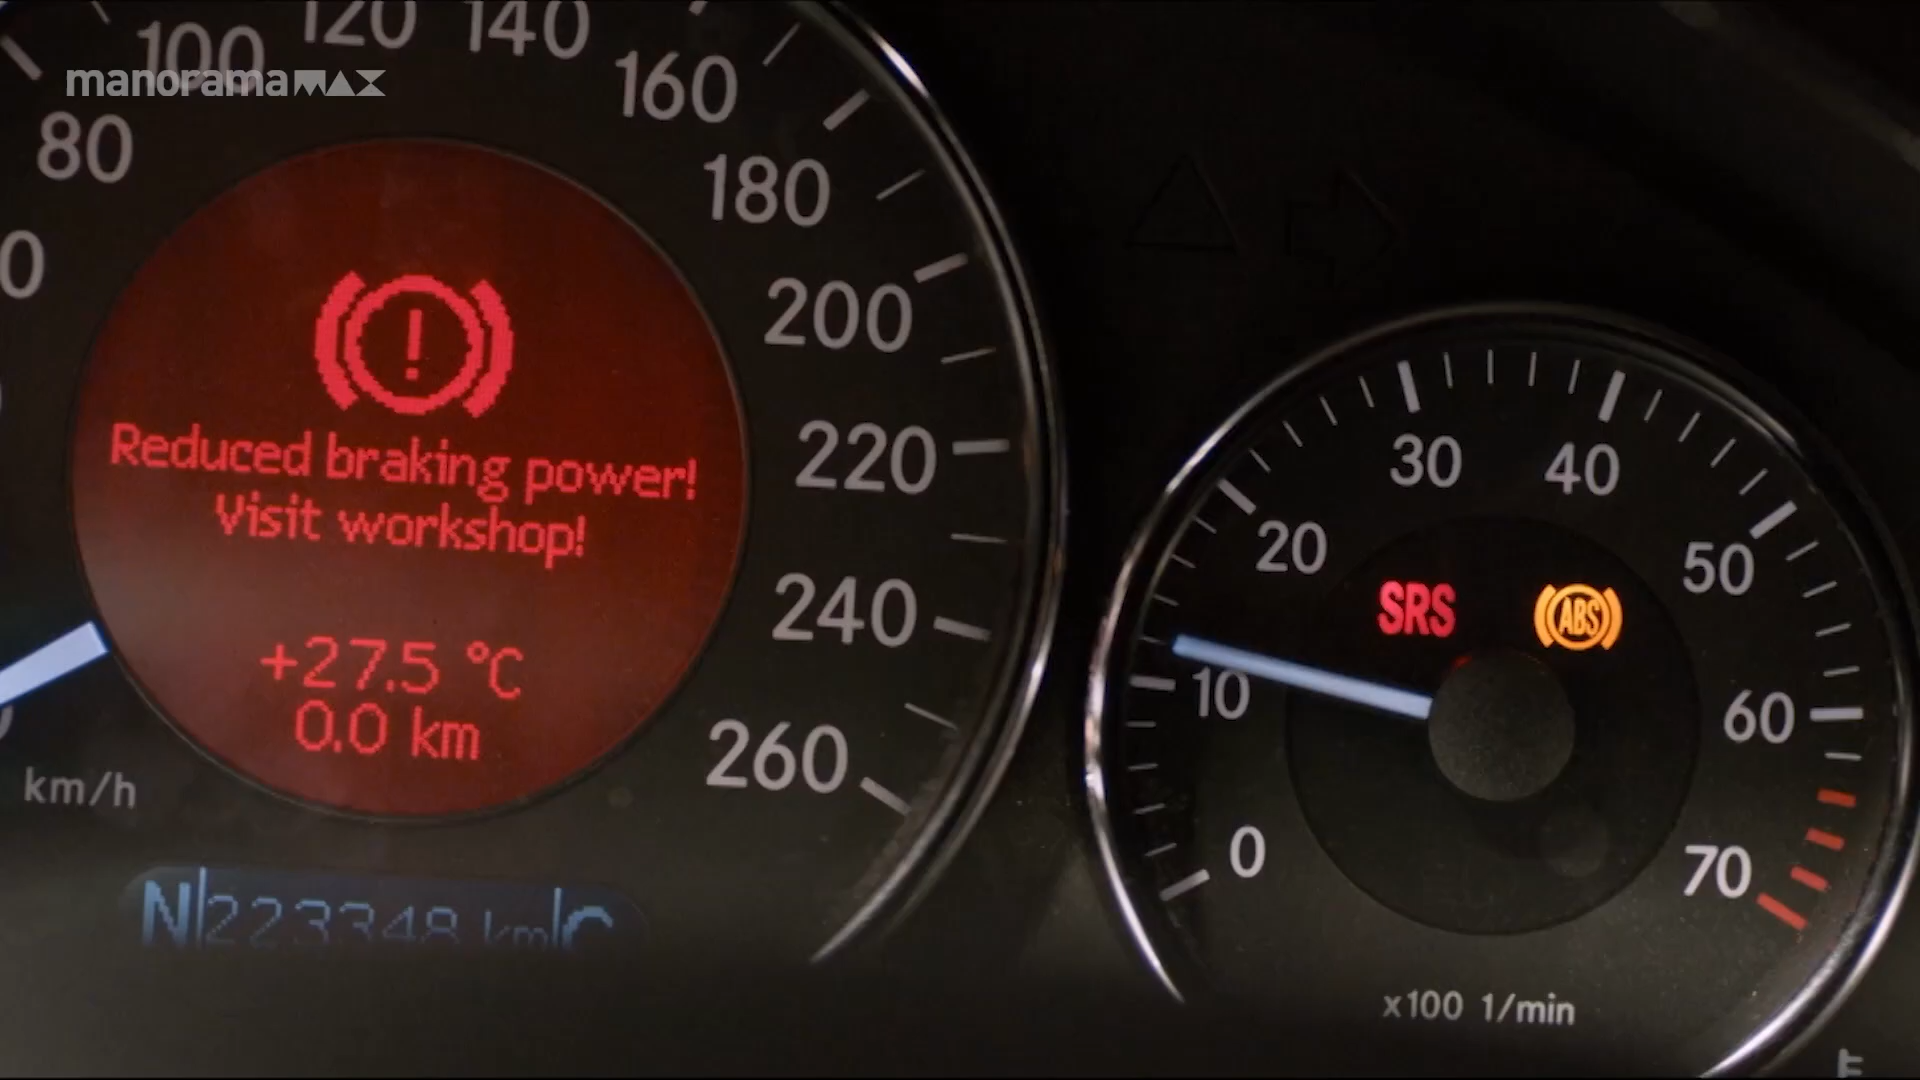 manoramaMAX
80
100
120
140
160
180
200
220
240
260
km/h
Reduced braking power!
Visit workshop!
+27.5 °C
0.0 km
N 223348 km C
0
10
20
30
40
50
60
70
SRS
ABS
x100 1/min